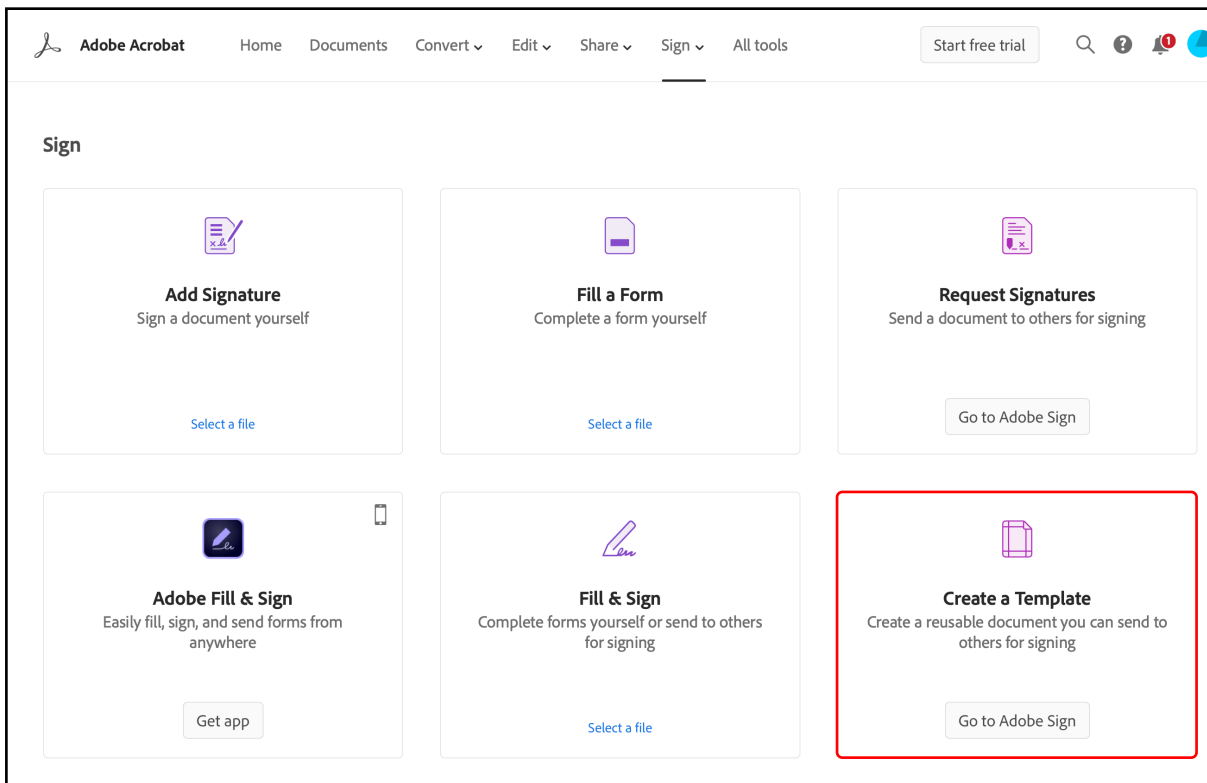 Adobe Acrobat Home Documents Convert Edit Share Sign All tools Start free trial 1
Sign
Add Signature
Sign a document yourself
Select a file
Fill a Form
Complete a form yourself
Select a file
Request Signatures
Send a document to others for signing
Go to Adobe Sign
Adobe Fill & Sign
Easily fill, sign, and send forms from
anywhere
Get app
Fill & Sign
Complete forms yourself or send to others
for signing
Select a file
Create a Template
Create a reusable document you can send to
others for signing
Go to Adobe Sign